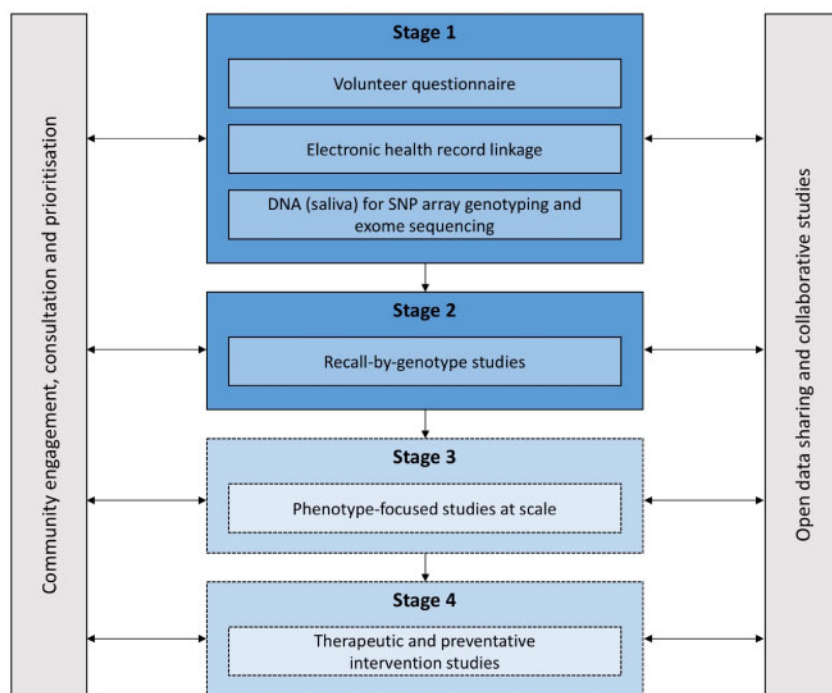 Community engagement, consultation and prioritisation
Stage 1
Volunteer questionnaire
Electronic health record linkage
DNA (saliva) for SNP array genotyping and
exome sequencing
Stage 2
Recall-by-genotype studies
Stage 3
Phenotype-focused studies at scale
Stage 4
Therapeutic and preventative
intervention studies
Open data sharing and collaborative studies